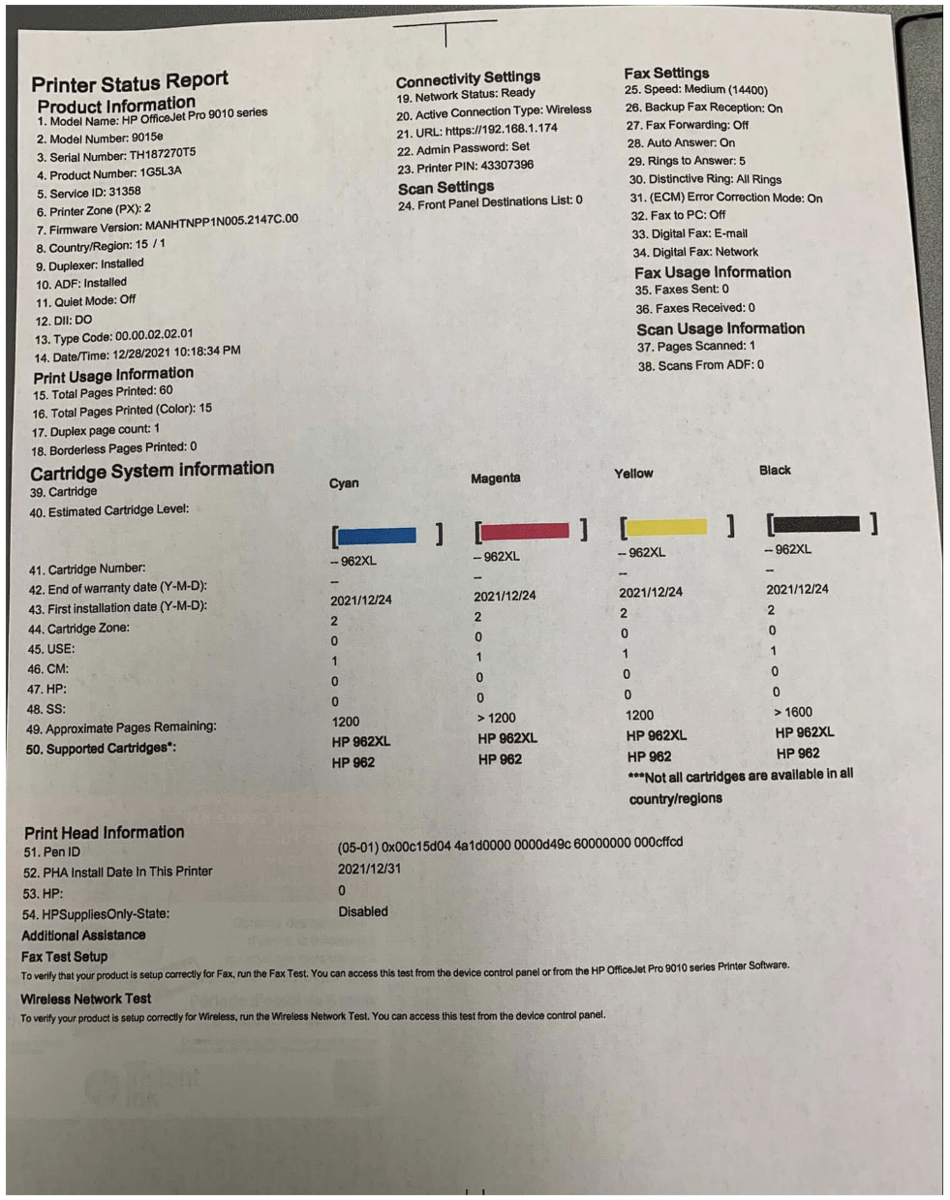 Printer Status Report
Product Information
1. Model Name: HP OfficeJet Pro 9010 series
2. Model Number: 9015e
3. Serial Number: TH187270T5
4. Product Number: 1G5L3A
5. Service ID: 31358
6. Printer Zone (PX): 2
7. Firmware Version: MANHTNPP1N005.2147C.00
8. Country/Region: 15 / 1
9. Duplexer: Installed
10. ADF: Installed
11. Quiet Mode: Off
12. DII: DO
13. Type Code: 00.00.02.02.01
14. Date/Time: 12/28/2021 10:18:34 PM
Print Usage Information
15. Total Pages Printed: 60
16. Total Pages Printed (Color): 15
17. Duplex page count: 1
18. Borderless Pages Printed: 0
Connectivity Settings
19. Network Status: Ready
20. Active Connection Type: Wireless
21. URL: https://192.168.1.174
22. Admin Password: Set
23. Printer PIN: 43307396
Scan Settings
24. Front Panel Destinations List: 0
Fax Settings
25. Speed: Medium (14400)
26. Backup Fax Reception: On
27. Fax Forwarding: Off
28. Auto Answer: On
29. Rings to Answer: 5
30. Distinctive Ring: All Rings
31. (ECM) Error Correction Mode: On
32. Fax to PC: Off
33. Digital Fax: E-mail
34. Digital Fax: Network
Fax Usage Information
35. Faxes Sent: 0
36. Faxes Received: 0
Scan Usage Information
37. Pages Scanned: 1
38. Scans From ADF: 0
Cartridge System information
39. Cartridge Cyan Magenta Yellow Black
40. Estimated Cartridge Level: [ ] [ ] [ ] [ ]
41. Cartridge Number: -- 962XL -- 962XL -- 962XL -- 962XL
42. End of warranty date (Y-M-D): -- -- -- --
43. First installation date (Y-M-D): 2021/12/24 2021/12/24 2021/12/24 2021/12/24
44. Cartridge Zone: 2 2 2 2
45. USE: 0 0 0 0
46. CM: 1 1 1 1
47. HP: 0 0 0 0
48. SS: 0 0 0 0
49. Approximate Pages Remaining: 1200 > 1200 1200 > 1600
50. Supported Cartridges*: HP 962XL HP 962XL HP 962XL HP 962XL
HP 962 HP 962 HP 962 HP 962
***Not all cartridges are available in all
country/regions
Print Head Information
51. Pen ID (05-01) 0x00c15d04 4a1d0000 0000d49c 60000000 000cffcd
52. PHA Install Date In This Printer 2021/12/31
53. HP: 0
54. HPSuppliesOnly-State: Disabled
Additional Assistance
Fax Test Setup
To verify that your product is setup correctly for Fax, run the Fax Test. You can access this test from the device control panel or from the HP OfficeJet Pro 9010 series Printer Software.
Wireless Network Test
To verify your product is setup correctly for Wireless, run the Wireless Network Test. You can access this test from the device control panel.